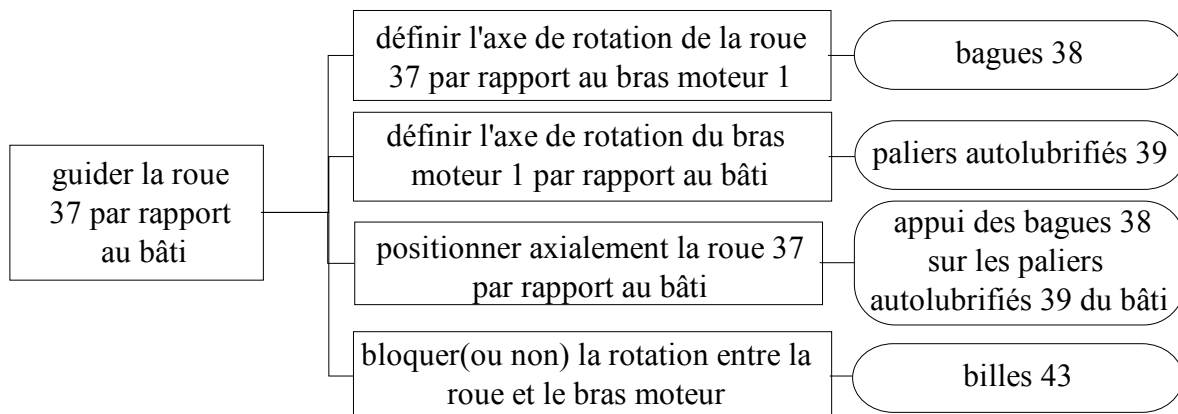 guider la roue
37 par rapport
au bâti
définir l'axe de rotation de la roue
37 par rapport au bras moteur 1
bagues 38
définir l'axe de rotation du bras
moteur 1 par rapport au bâti
paliers autolubrifiés 39
positionner axialement la roue 37
par rapport au bâti
appui des bagues 38
sur les paliers
autolubrifiés 39 du bâti
bloquer(ou non) la rotation entre la
roue et le bras moteur
billes 43